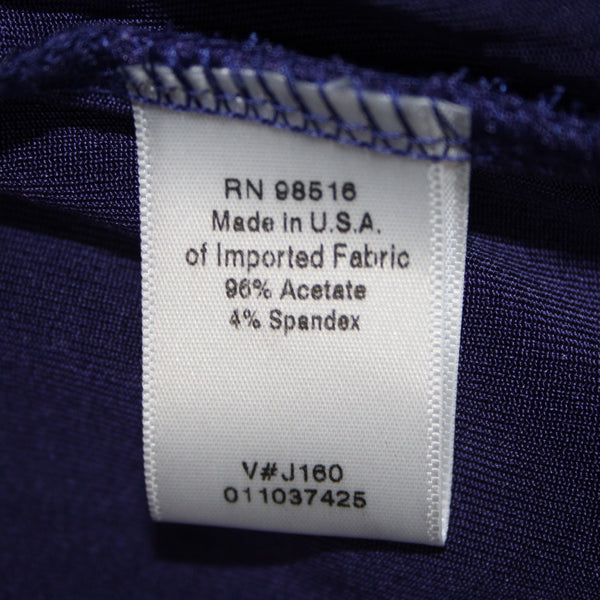 RN 98516
Made in U.S.A.
of Imported Fabric
96% Acetate
4% Spandex
V#J160
011037425